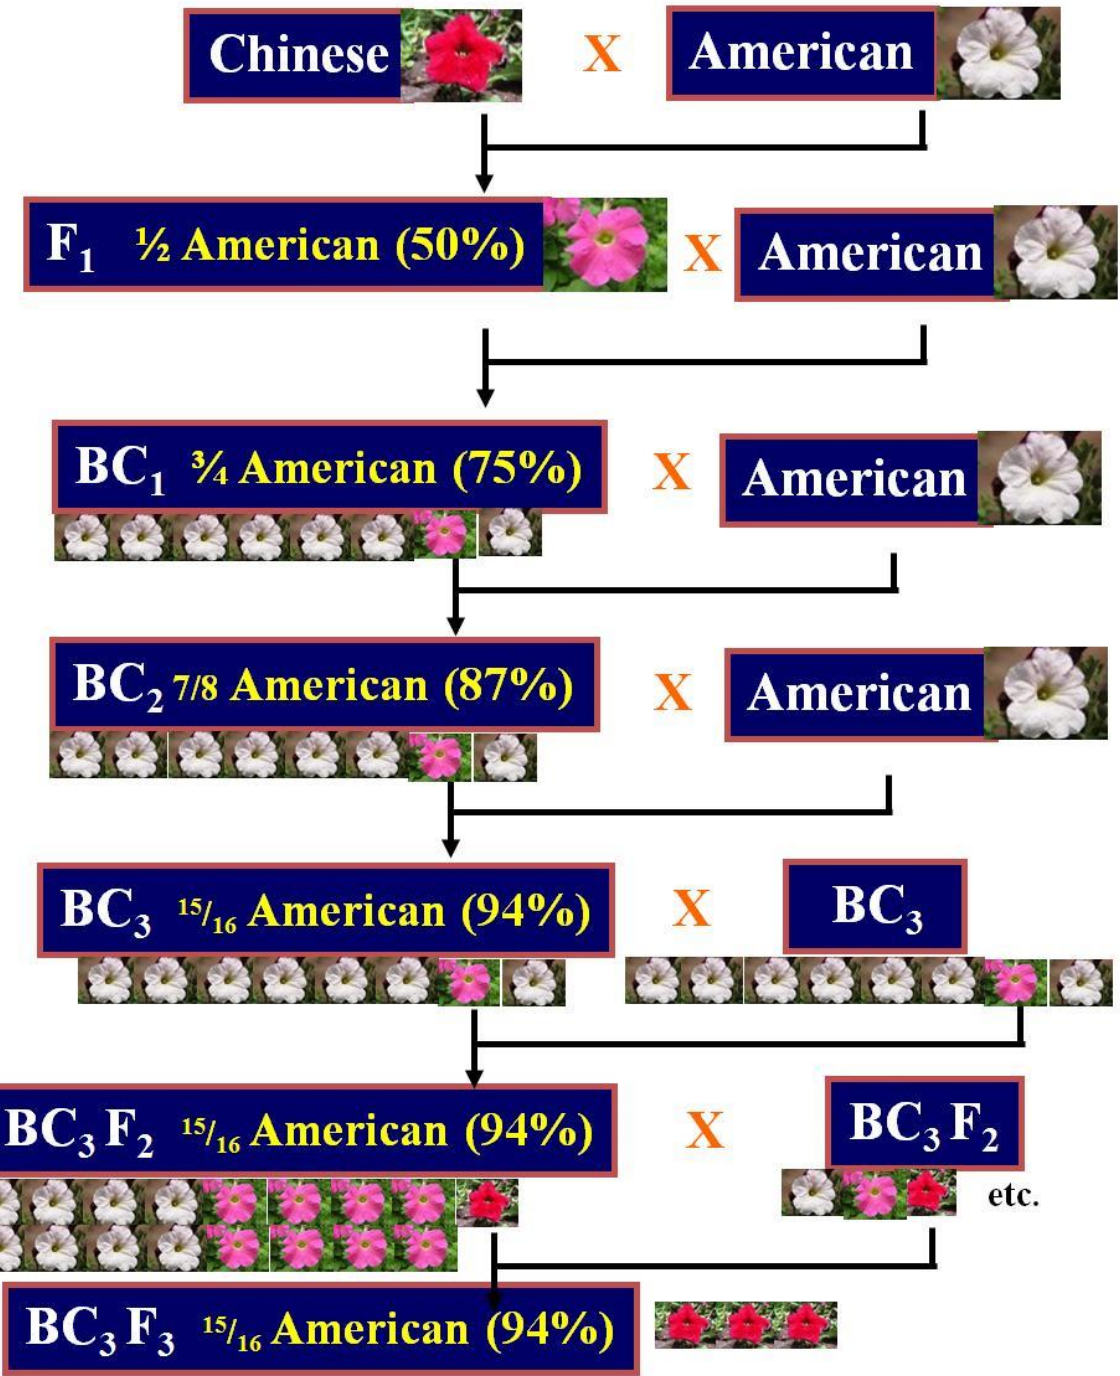 Chinese X American
F₁ ½ American (50%) X American
BC₁ ¾ American (75%) X American
BC₂ 7/8 American (87%) X American
BC₃ 15/16 American (94%) X BC₃
BC₃ F₂ 15/16 American (94%) X BC₃ F₂
etc.
BC₃ F₃ 15/16 American (94%)